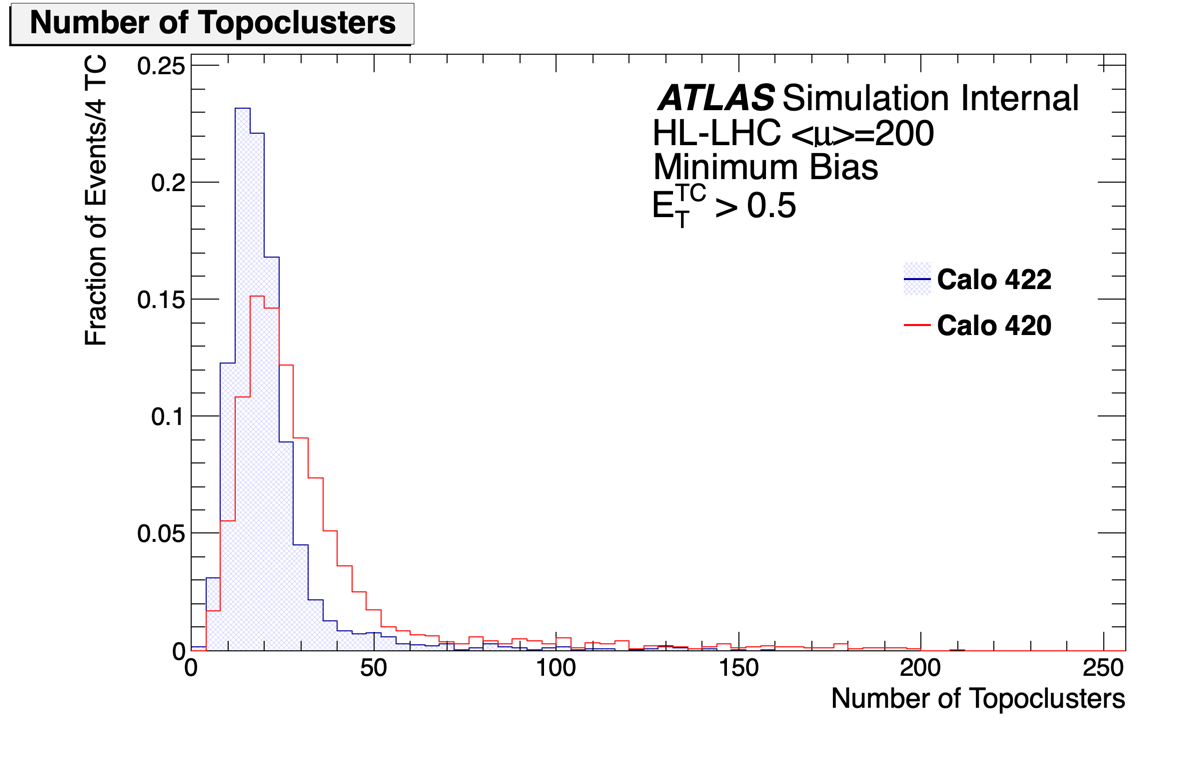 Number of Topoclusters
Fraction of Events/4 TC
0.25
0.2
0.15
0.1
0.05
0
ATLAS Simulation Internal
HL-LHC <μ>=200
Minimum Bias
E_T^TC > 0.5
Calo 422
Calo 420
0 50 100 150 200 250
Number of Topoclusters